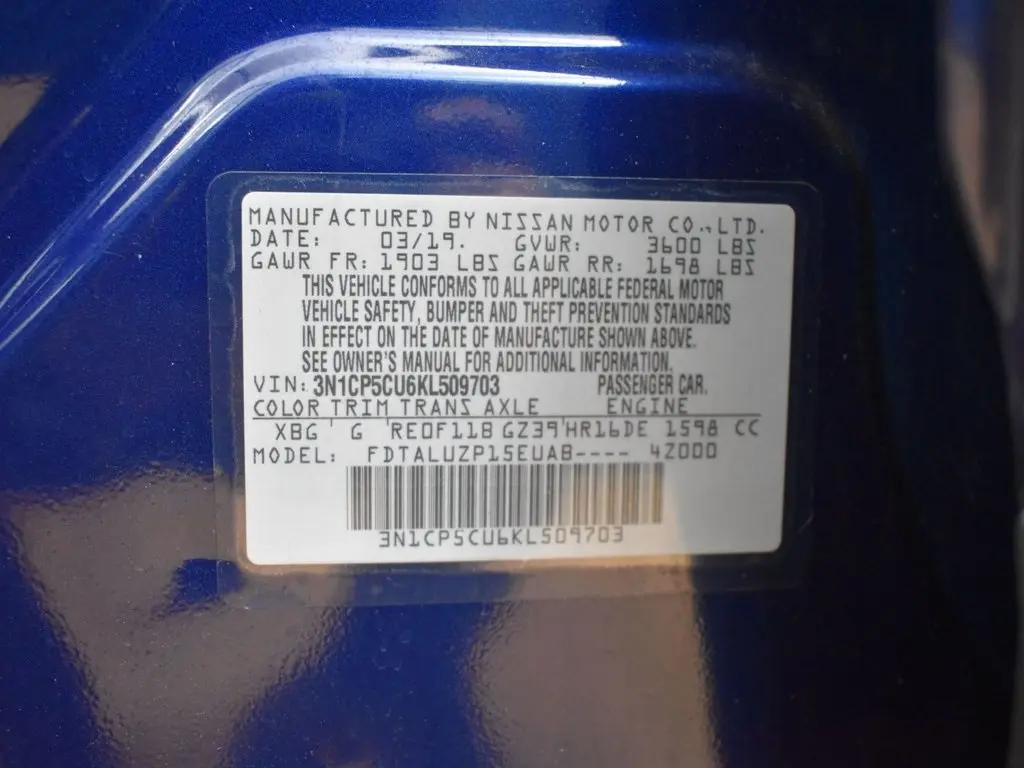 MANUFACTURED BY NISSAN MOTOR CO.,LTD.
DATE: 03/19. GVWR: 3600 LBS
GAWR FR: 1903 LBS GAWR RR: 1698 LBS
THIS VEHICLE CONFORMS TO ALL APPLICABLE FEDERAL MOTOR
VEHICLE SAFETY, BUMPER AND THEFT PREVENTION STANDARDS
IN EFFECT ON THE DATE OF MANUFACTURE SHOWN ABOVE.
SEE OWNER'S MANUAL FOR ADDITIONAL INFORMATION.
VIN: 3N1CP5CU6KL509703 PASSENGER CAR.
COLOR TRIM TRANS AXLE ENGINE
XBG G RE0F11B GZ39 HR16DE 1598 CC
MODEL: FDTALUZP15EUAB---- 4Z000
3N1CP5CU6KL509703